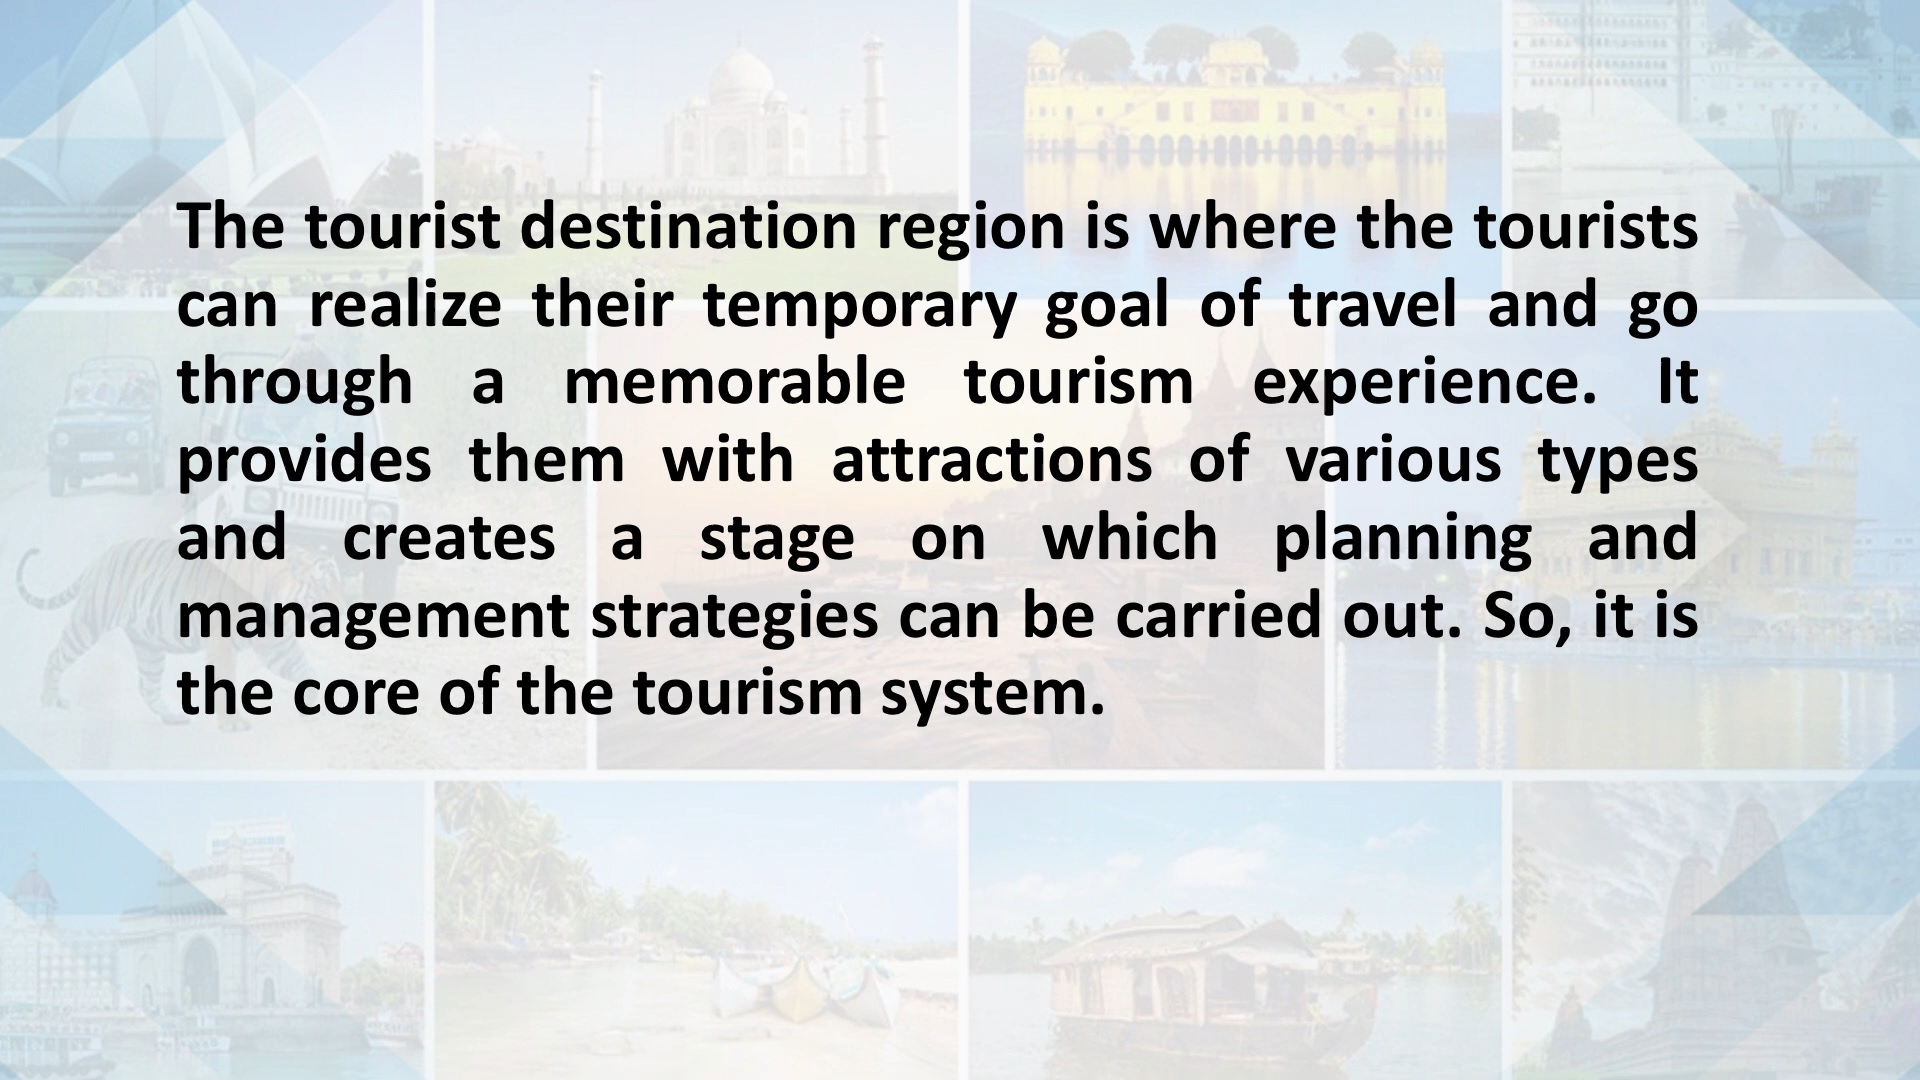 The tourist destination region is where the tourists
can realize their temporary goal of travel and go
through a memorable tourism experience. It
provides them with attractions of various types
and creates a stage on which planning and
management strategies can be carried out. So, it is
the core of the tourism system.